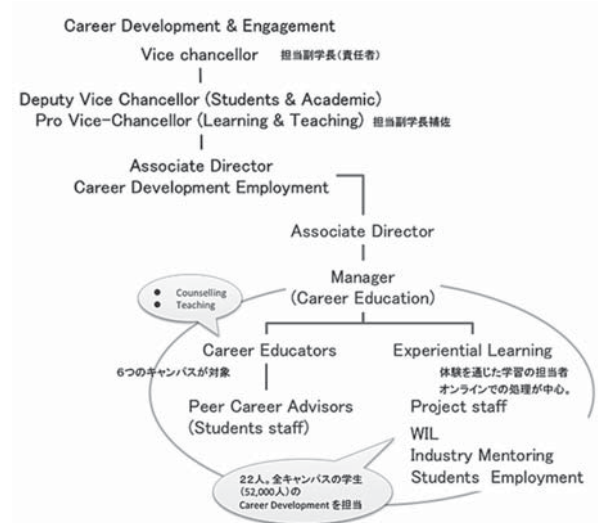 Career Development & Engagement
Vice chancellor 担当副学長(責任者)
Deputy Vice Chancellor (Students & Academic)
Pro Vice-Chancellor (Learning & Teaching) 担当副学長補佐
Associate Director
Career Development Employment
Associate Director
Manager
(Career Education)
● Counselling
● Teaching
Career Educators
6つのキャンパスが対象
Peer Career Advisors
(Students staff)
Experiential Learning
体験を通じた学習の担当者
オンラインでの処理が中心。
Project staff
WIL
Industry Mentoring
Students Employment
22人。全キャンパスの学生
(52,000人)の
Career Development を担当